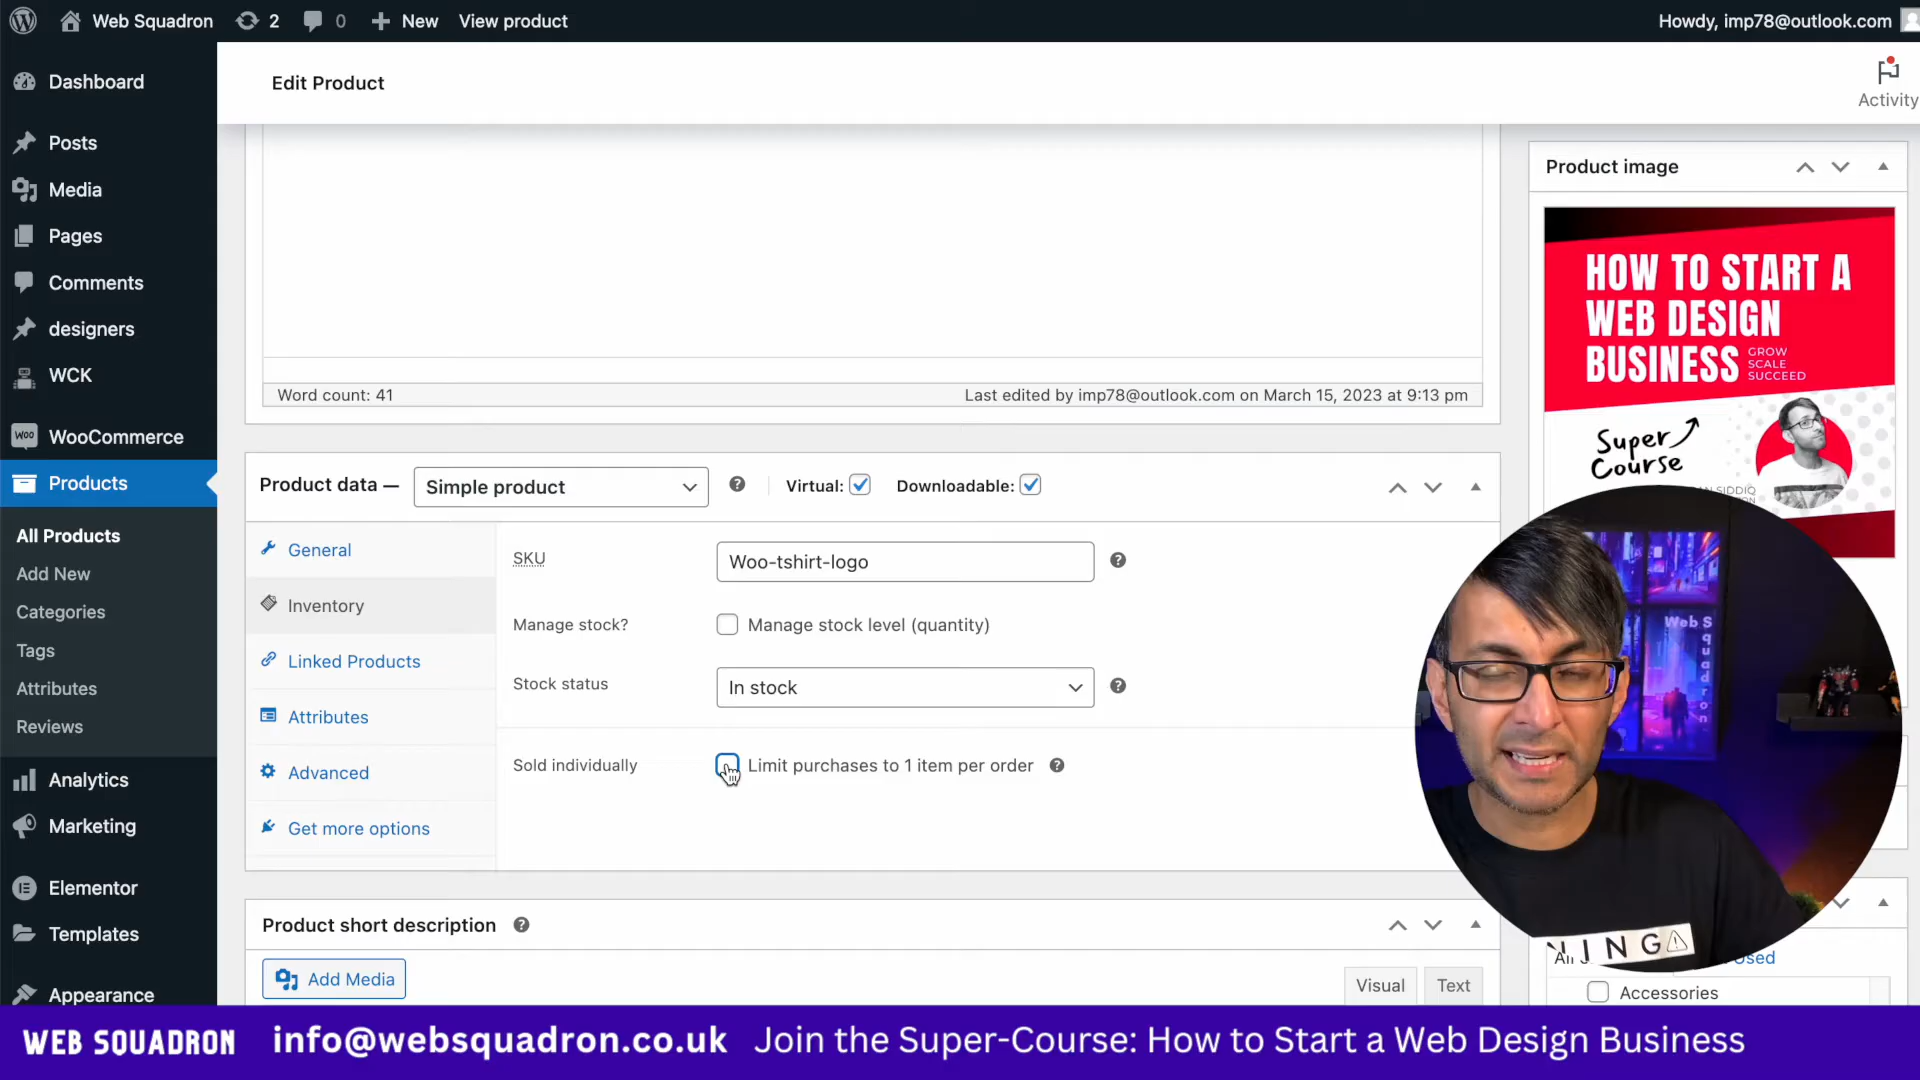 Web Squadron
2
0
New
View product
Howdy, imp78@outlook.com
Dashboard
Posts
Media
Pages
Comments
designers
WCK
WooCommerce
Products
All Products
Add New
Categories
Tags
Attributes
Reviews
Analytics
Marketing
Elementor
Templates
Appearance
Edit Product
Activity
Word count: 41
Last edited by imp78@outlook.com on March 15, 2023 at 9:13 pm
Product data —
Simple product
Virtual:
Downloadable:
General
Inventory
Linked Products
Attributes
Advanced
Get more options
SKU
Woo-tshirt-logo
Manage stock?
Manage stock level (quantity)
Stock status
In stock
Sold individually
Limit purchases to 1 item per order
Product short description
Add Media
Visual
Text
Product image
HOW TO START A
WEB DESIGN
BUSINESS
GROW
SCALE
SUCCEED
Super
Course
SIDDIQ
Web S
q
u
a
d
r
o
n
Used
Accessories
WEB SQUADRON
info@websquadron.co.uk
Join the Super-Course: How to Start a Web Design Business